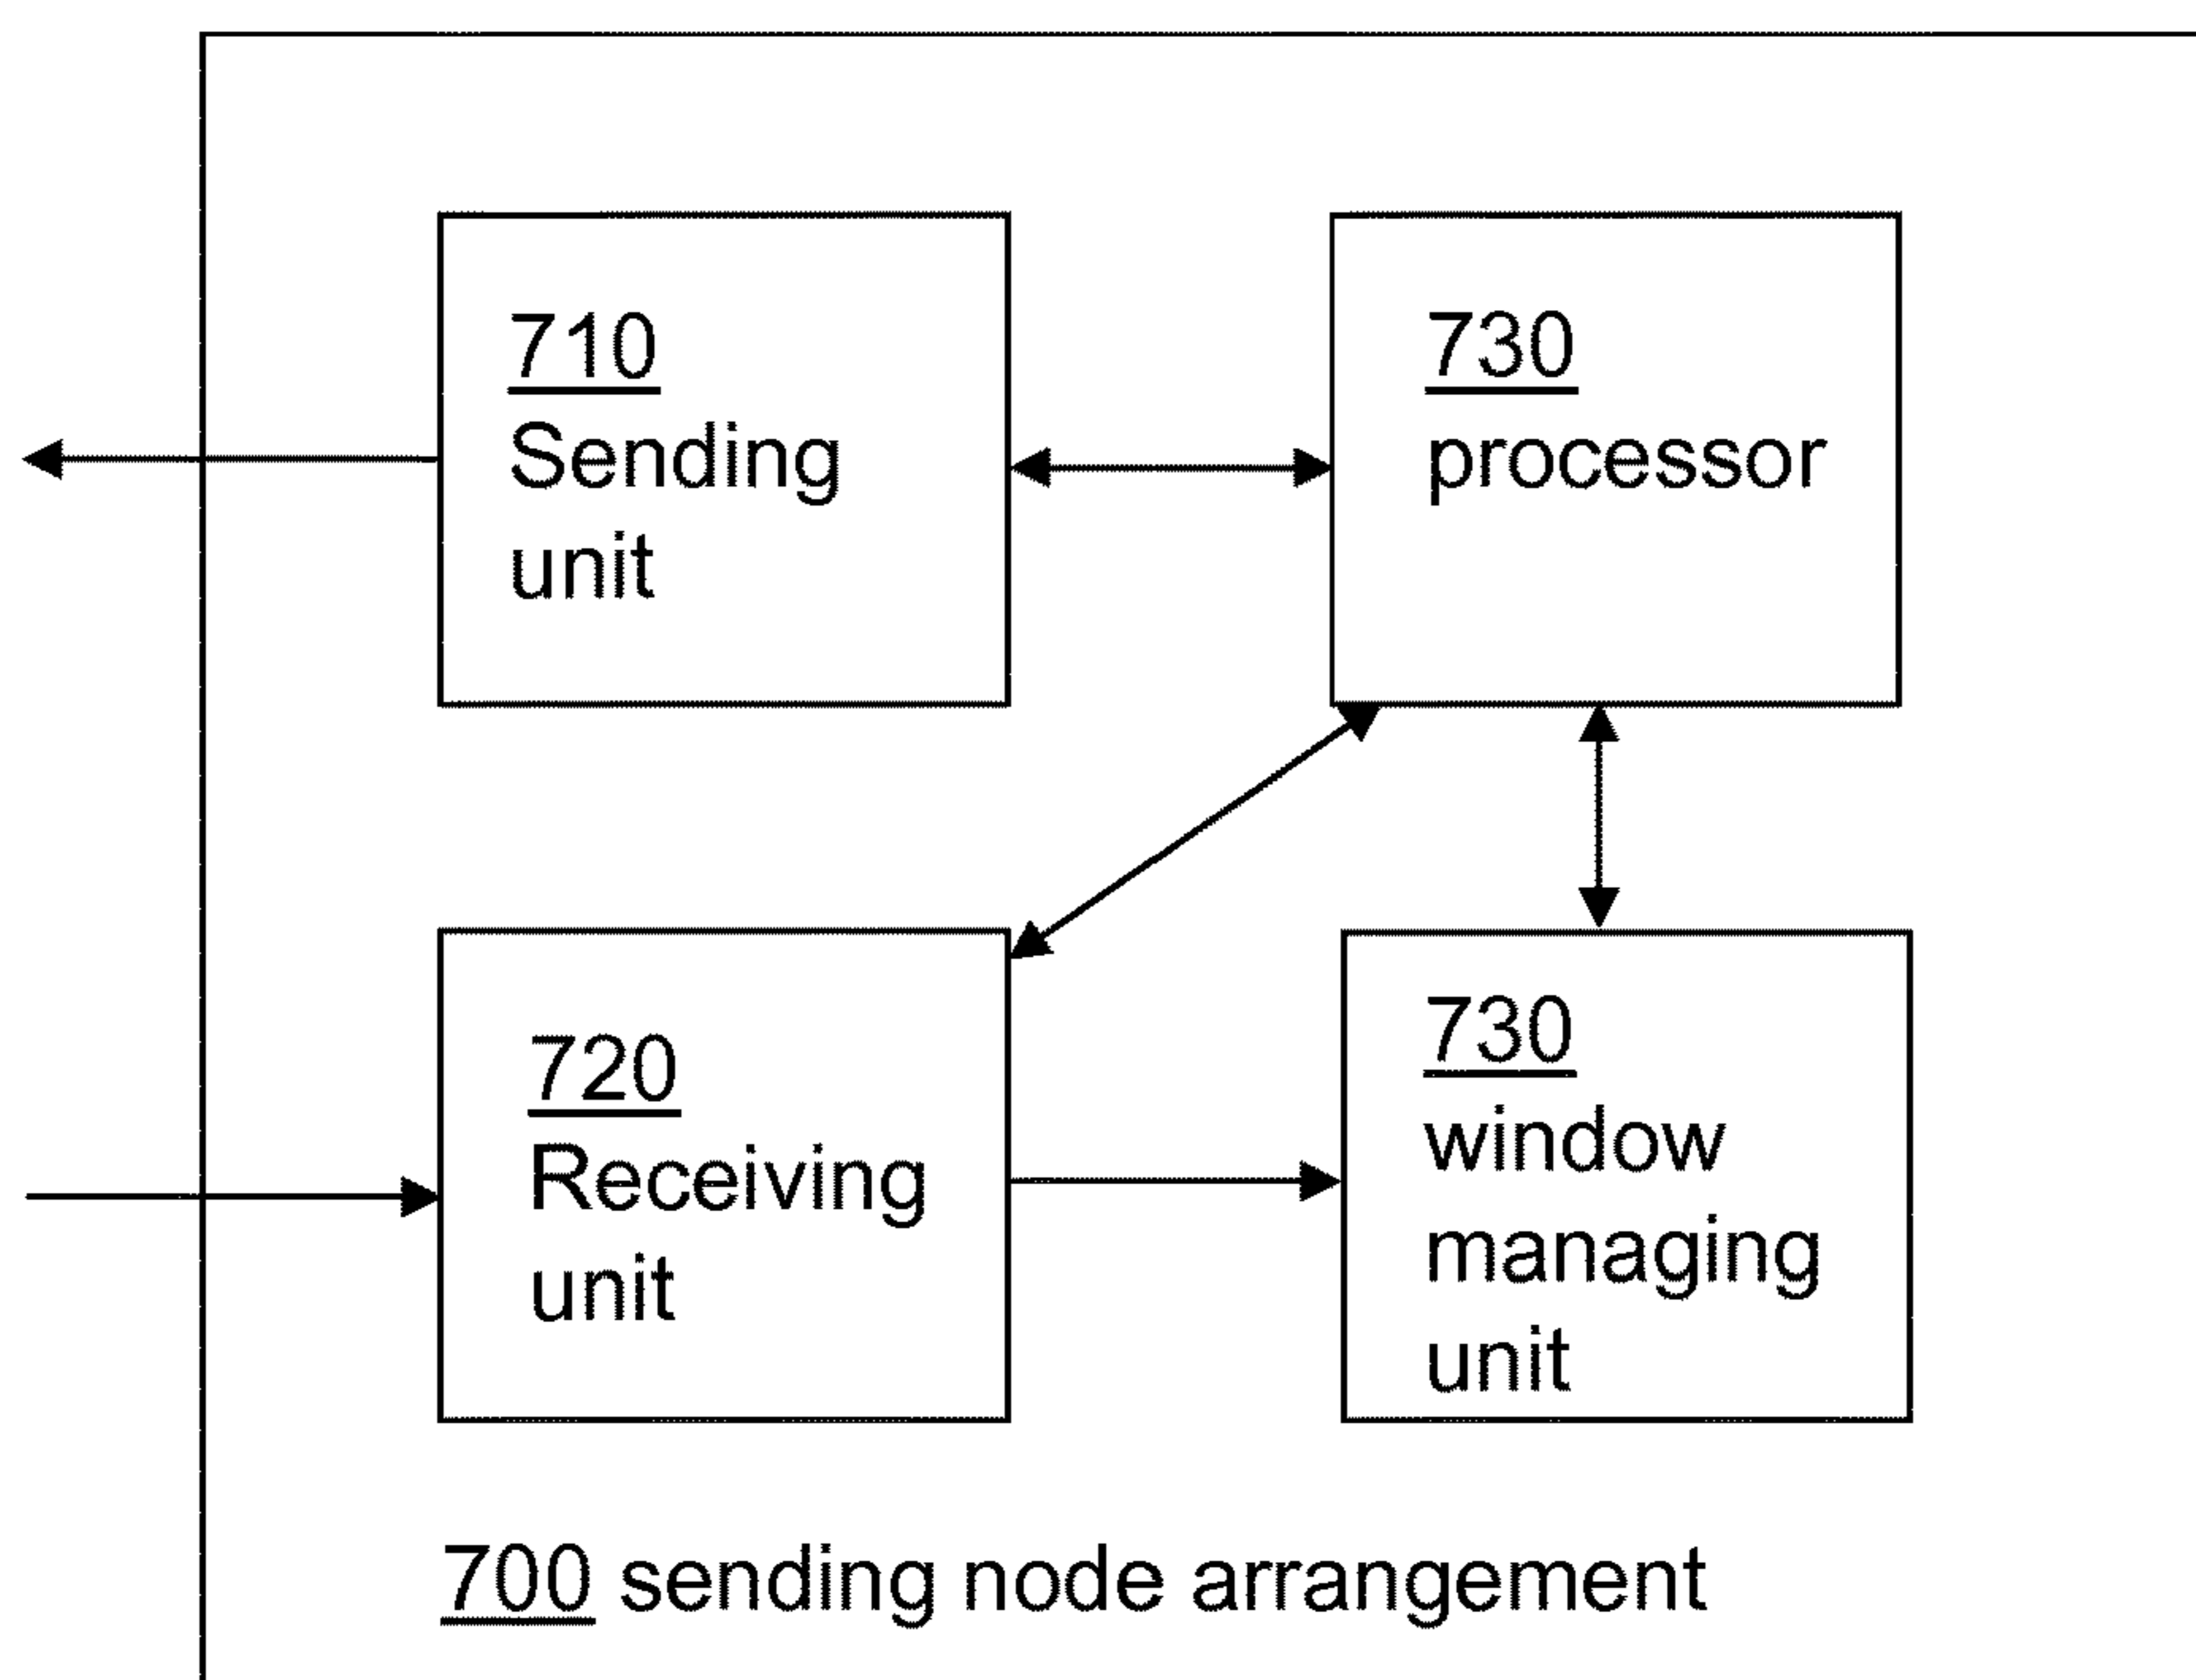 710
Sending
unit
730
processor
720
Receiving
unit
730
window
managing
unit
700 sending node arrangement